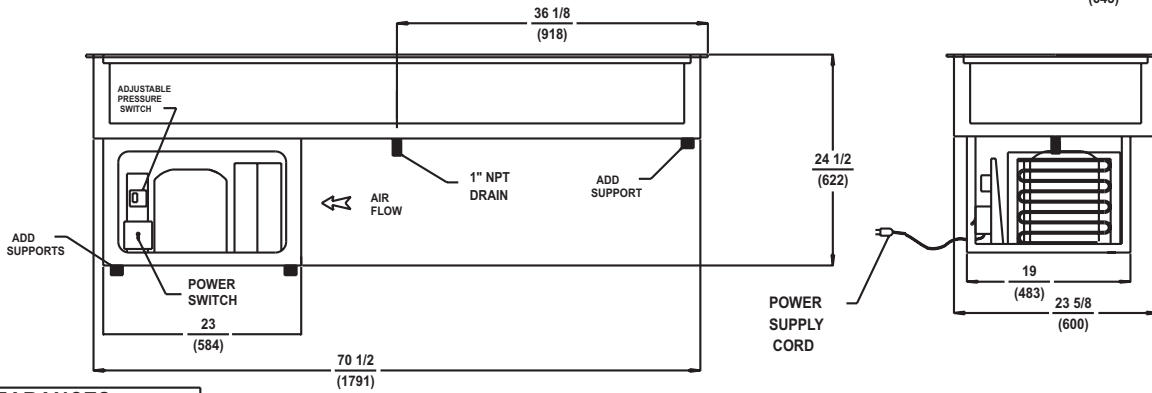 36 1/8
(918)
ADJUSTABLE
PRESSURE
SWITCH
24 1/2
(622)
1" NPT
DRAIN
ADD
SUPPORT
AIR
FLOW
ADD
SUPPORTS
POWER
SWITCH
23
(584)
70 1/2
(1791)
POWER
SUPPLY
CORD
19
(483)
23 5/8
(600)